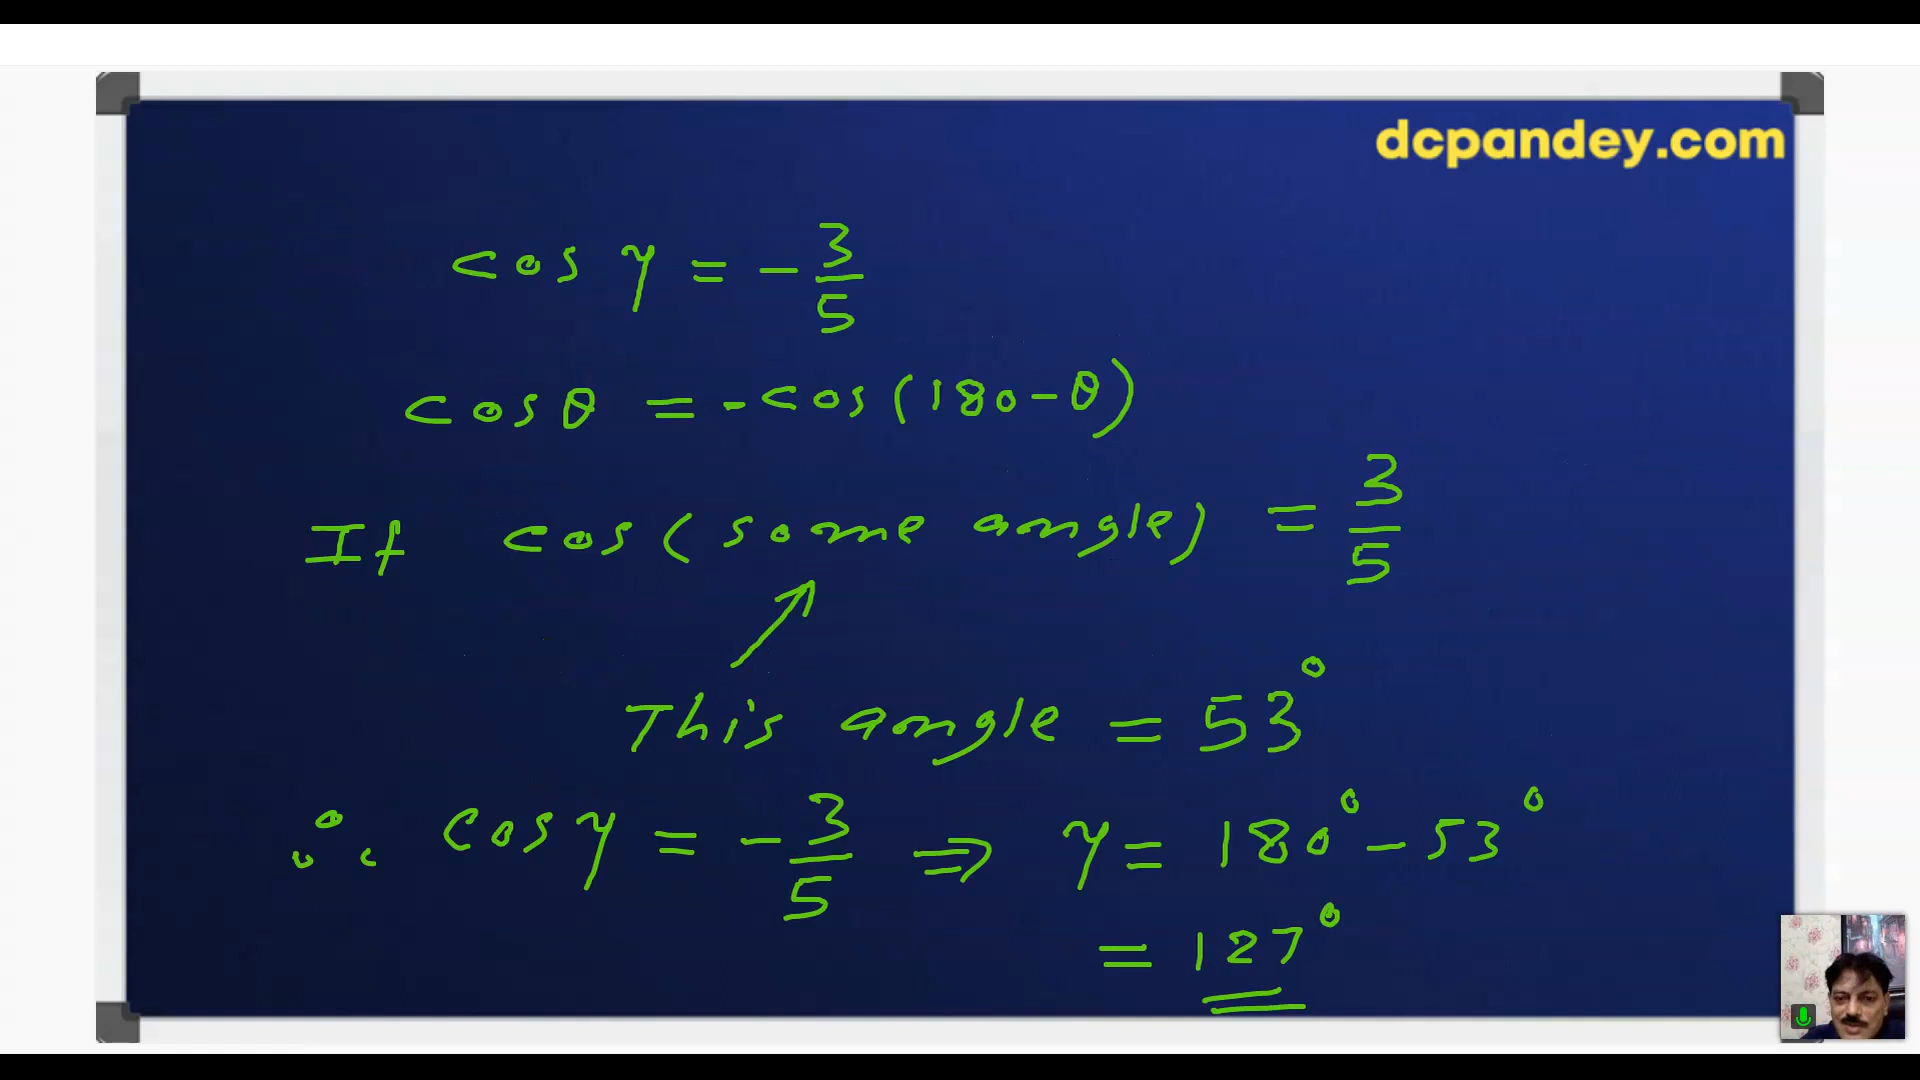 dcpandey.com
cos γ = - 3/5
cos θ = - cos (180 - θ)
If cos (some angle) = 3/5
This angle = 53°
∴ cos γ = - 3/5 ⇒ γ = 180° - 53°
= 127°